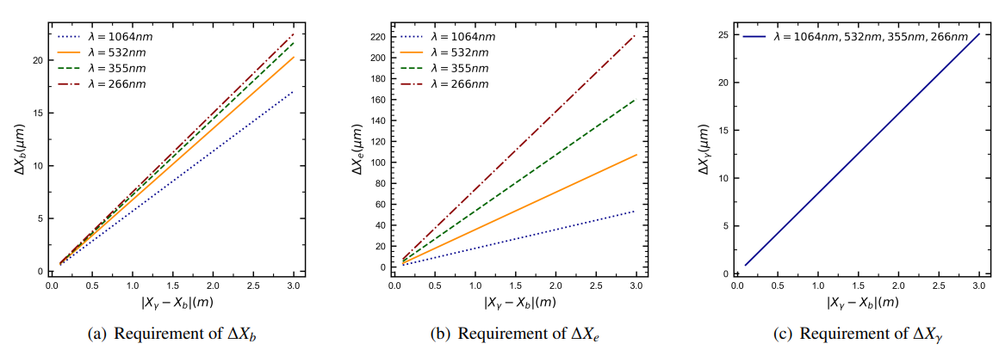 λ = 1064nm
λ = 532nm
λ = 355nm
λ = 266nm
ΔX_b(μm)
20
15
10
5
0
0.0 0.5 1.0 1.5 2.0 2.5 3.0
|X_γ − X_b|(m)
(a) Requirement of ΔX_b
λ = 1064nm
λ = 532nm
λ = 355nm
λ = 266nm
ΔX_e(μm)
220
200
180
160
140
120
100
80
60
40
20
0
0.0 0.5 1.0 1.5 2.0 2.5 3.0
|X_γ − X_b|(m)
(b) Requirement of ΔX_e
λ = 1064nm, 532nm, 355nm, 266nm
ΔX_γ(μm)
25
20
15
10
5
0
0.0 0.5 1.0 1.5 2.0 2.5 3.0
|X_γ − X_b|(m)
(c) Requirement of ΔX_γ